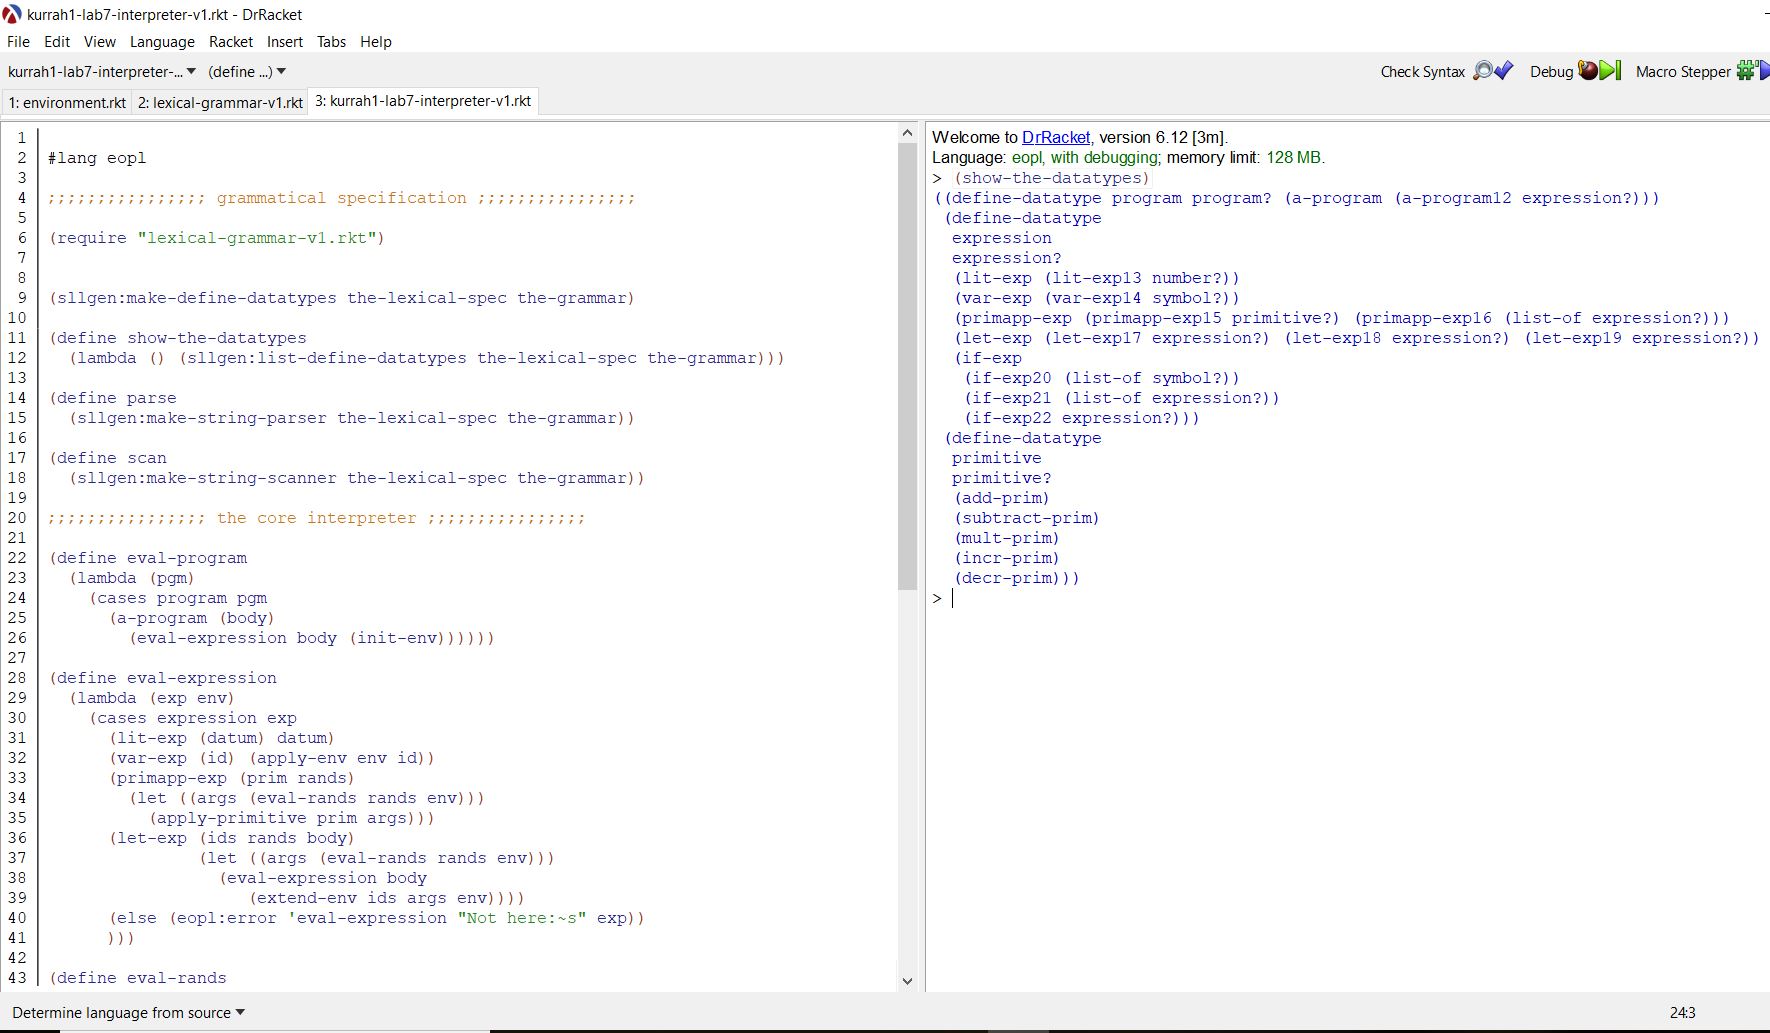 kurrah1-lab7-interpreter-v1.rkt - DrRacket
File Edit View Language Racket Insert Tabs Help
kurrah1-lab7-interpreter-... (define ...) Check Syntax Debug Macro Stepper
1: environment.rkt 2: lexical-grammar-v1.rkt 3: kurrah1-lab7-interpreter-v1.rkt
1
2 #lang eopl
3
4 ;;;;;;;;;;;;;;;; grammatical specification ;;;;;;;;;;;;;;;;
5
6 (require "lexical-grammar-v1.rkt")
7
8
9 (sllgen:make-define-datatypes the-lexical-spec the-grammar)
10
11 (define show-the-datatypes
12 (lambda () (sllgen:list-define-datatypes the-lexical-spec the-grammar)))
13
14 (define parse
15 (sllgen:make-string-parser the-lexical-spec the-grammar))
16
17 (define scan
18 (sllgen:make-string-scanner the-lexical-spec the-grammar))
19
20 ;;;;;;;;;;;;;;;; the core interpreter ;;;;;;;;;;;;;;;;
21
22 (define eval-program
23 (lambda (pgm)
24 (cases program pgm
25 (a-program (body)
26 (eval-expression body (init-env))))))
27
28 (define eval-expression
29 (lambda (exp env)
30 (cases expression exp
31 (lit-exp (datum) datum)
32 (var-exp (id) (apply-env env id))
33 (primapp-exp (prim rands)
34 (let ((args (eval-rands rands env)))
35 (apply-primitive prim args)))
36 (let-exp (ids rands body)
37 (let ((args (eval-rands rands env)))
38 (eval-expression body
39 (extend-env ids args env))))
40 (else (eopl:error 'eval-expression "Not here:~s" exp))
41 )))
42
43 (define eval-rands
Welcome to DrRacket, version 6.12 [3m].
Language: eopl, with debugging; memory limit: 128 MB.
> (show-the-datatypes)
((define-datatype program program? (a-program (a-program12 expression?)))
(define-datatype
expression
expression?
(lit-exp (lit-exp13 number?))
(var-exp (var-exp14 symbol?))
(primapp-exp (primapp-exp15 primitive?) (primapp-exp16 (list-of expression?)))
(let-exp (let-exp17 expression?) (let-exp18 expression?) (let-exp19 expression?))
(if-exp
(if-exp20 (list-of symbol?))
(if-exp21 (list-of expression?))
(if-exp22 expression?)))
(define-datatype
primitive
primitive?
(add-prim)
(subtract-prim)
(mult-prim)
(incr-prim)
(decr-prim)))
>
Determine language from source 24:3